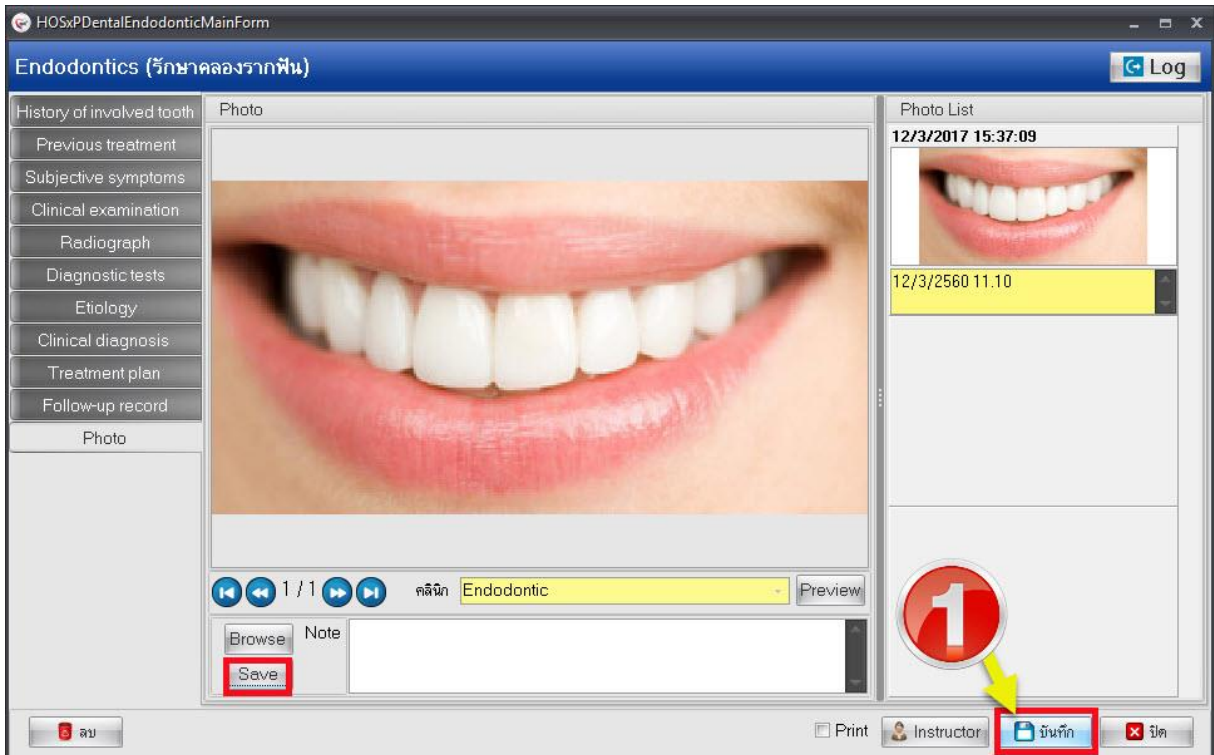 HOSxPDentalEndodonticMainForm
Endodontics (รักษาคลองรากฟัน)
Log
History of involved tooth
Previous treatment
Subjective symptoms
Clinical examination
Radiograph
Diagnostic tests
Etiology
Clinical diagnosis
Treatment plan
Follow-up record
Photo
Photo
1 / 1
คลินิก
Endodontic
Preview
Browse
Note
Save
Photo List
12/3/2017 15:37:09
12/3/2560 11.10
1
ลบ
Print
Instructor
บันทึก
ปิด